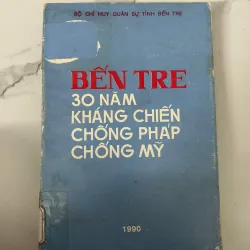 BỘ CHỈ HUY QUÂN SỰ TỈNH BẾN TRE
BẾN TRE
30 NĂM
KHÁNG CHIẾN
CHỐNG PHÁP
CHỐNG MỸ
1990